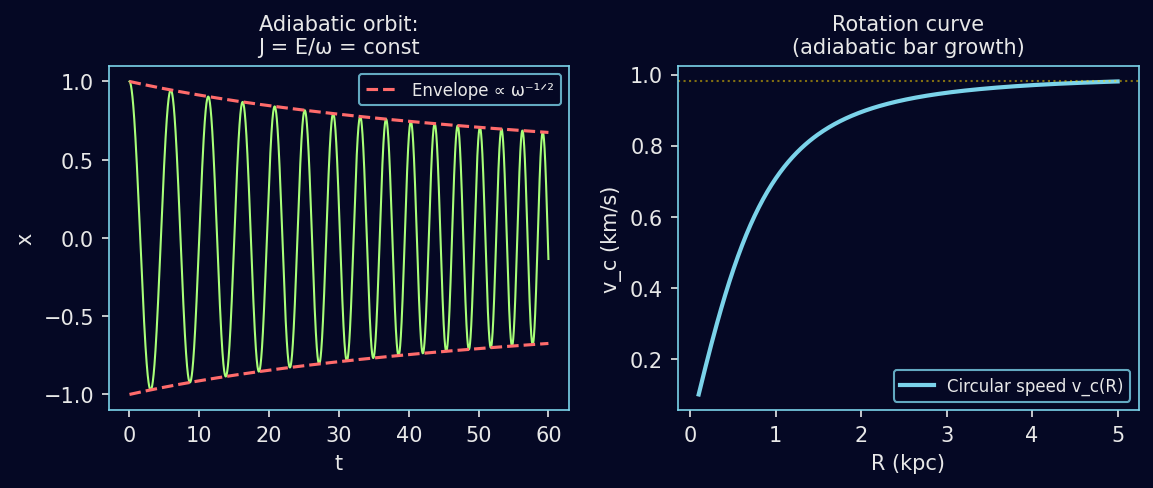 Adiabatic orbit:
J = E/ω = const
Envelope ∝ ω⁻¹ᐟ²
1.0
0.5
0.0
−0.5
−1.0
x
0
10
20
30
40
50
60
t
Rotation curve
(adiabatic bar growth)
1.0
0.8
0.6
0.4
0.2
v_c (km/s)
Circular speed v_c(R)
0
1
2
3
4
5
R (kpc)